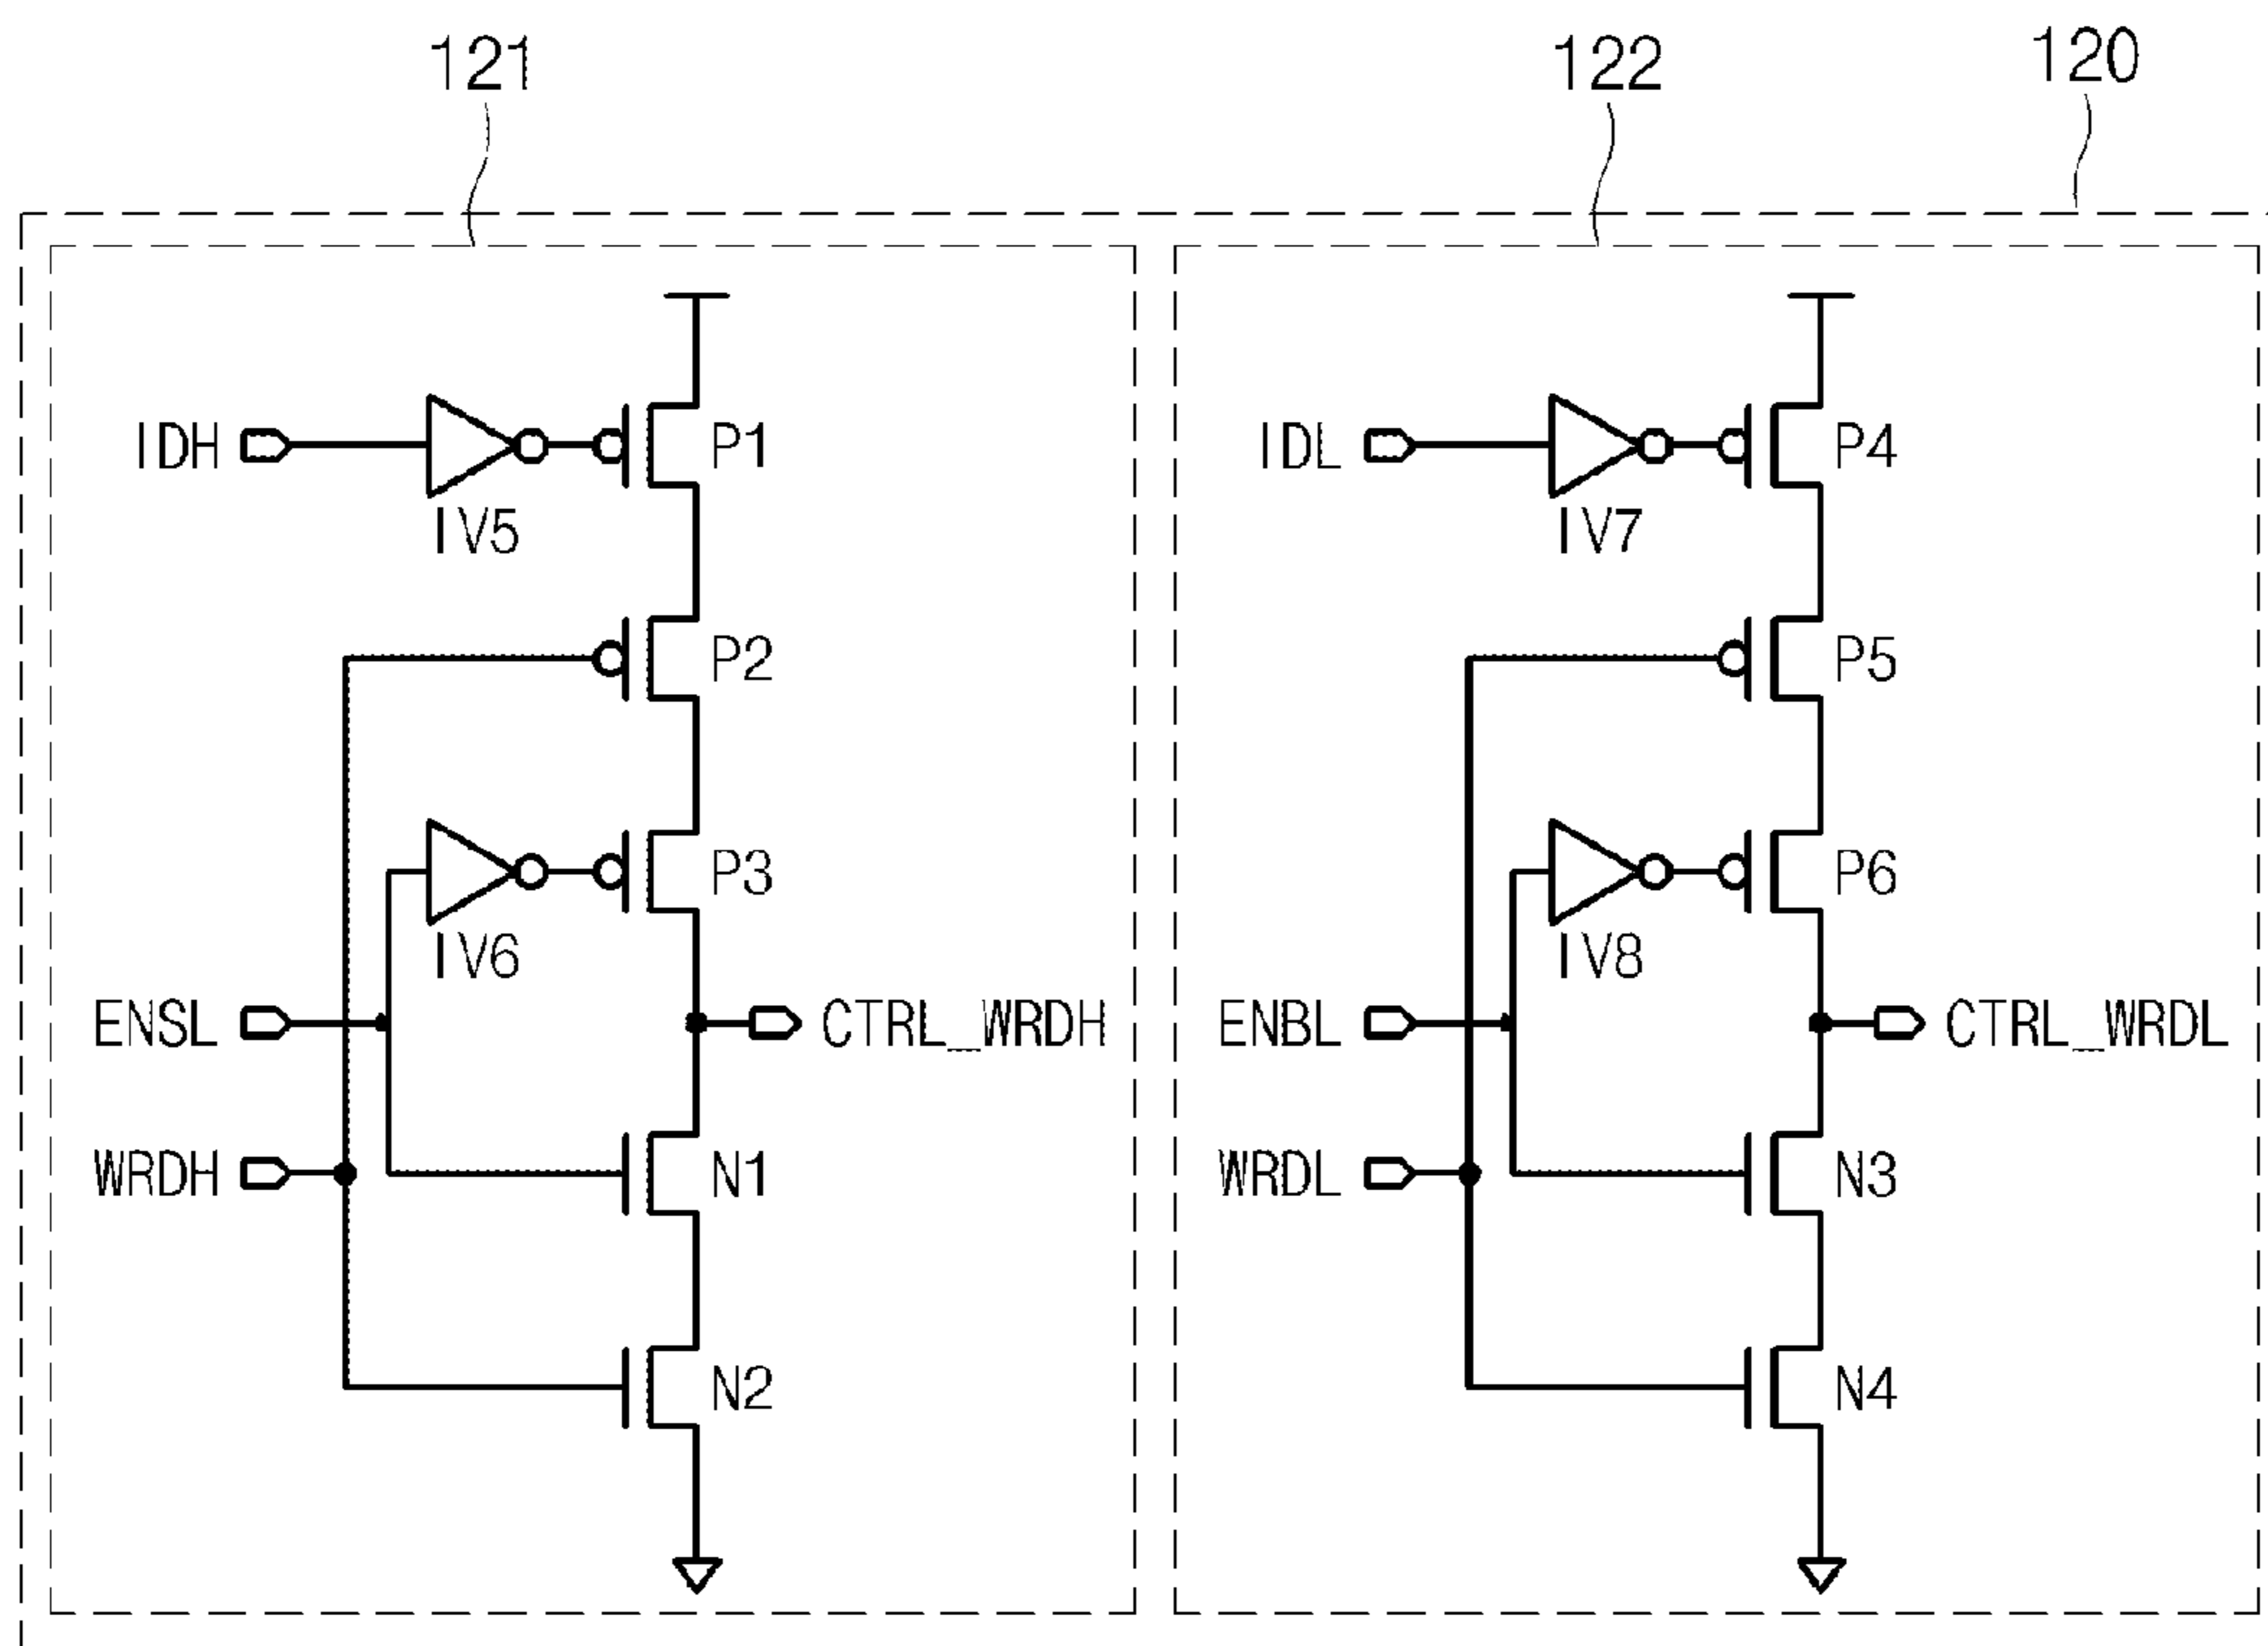 121
122
120
IDH
P1
IV5
P2
P3
IV6
ENSL
CTRL_WRDH
WRDH
N1
N2
IDL
P4
IV7
P5
P6
IV8
ENBL
CTRL_WRDL
WRDL
N3
N4